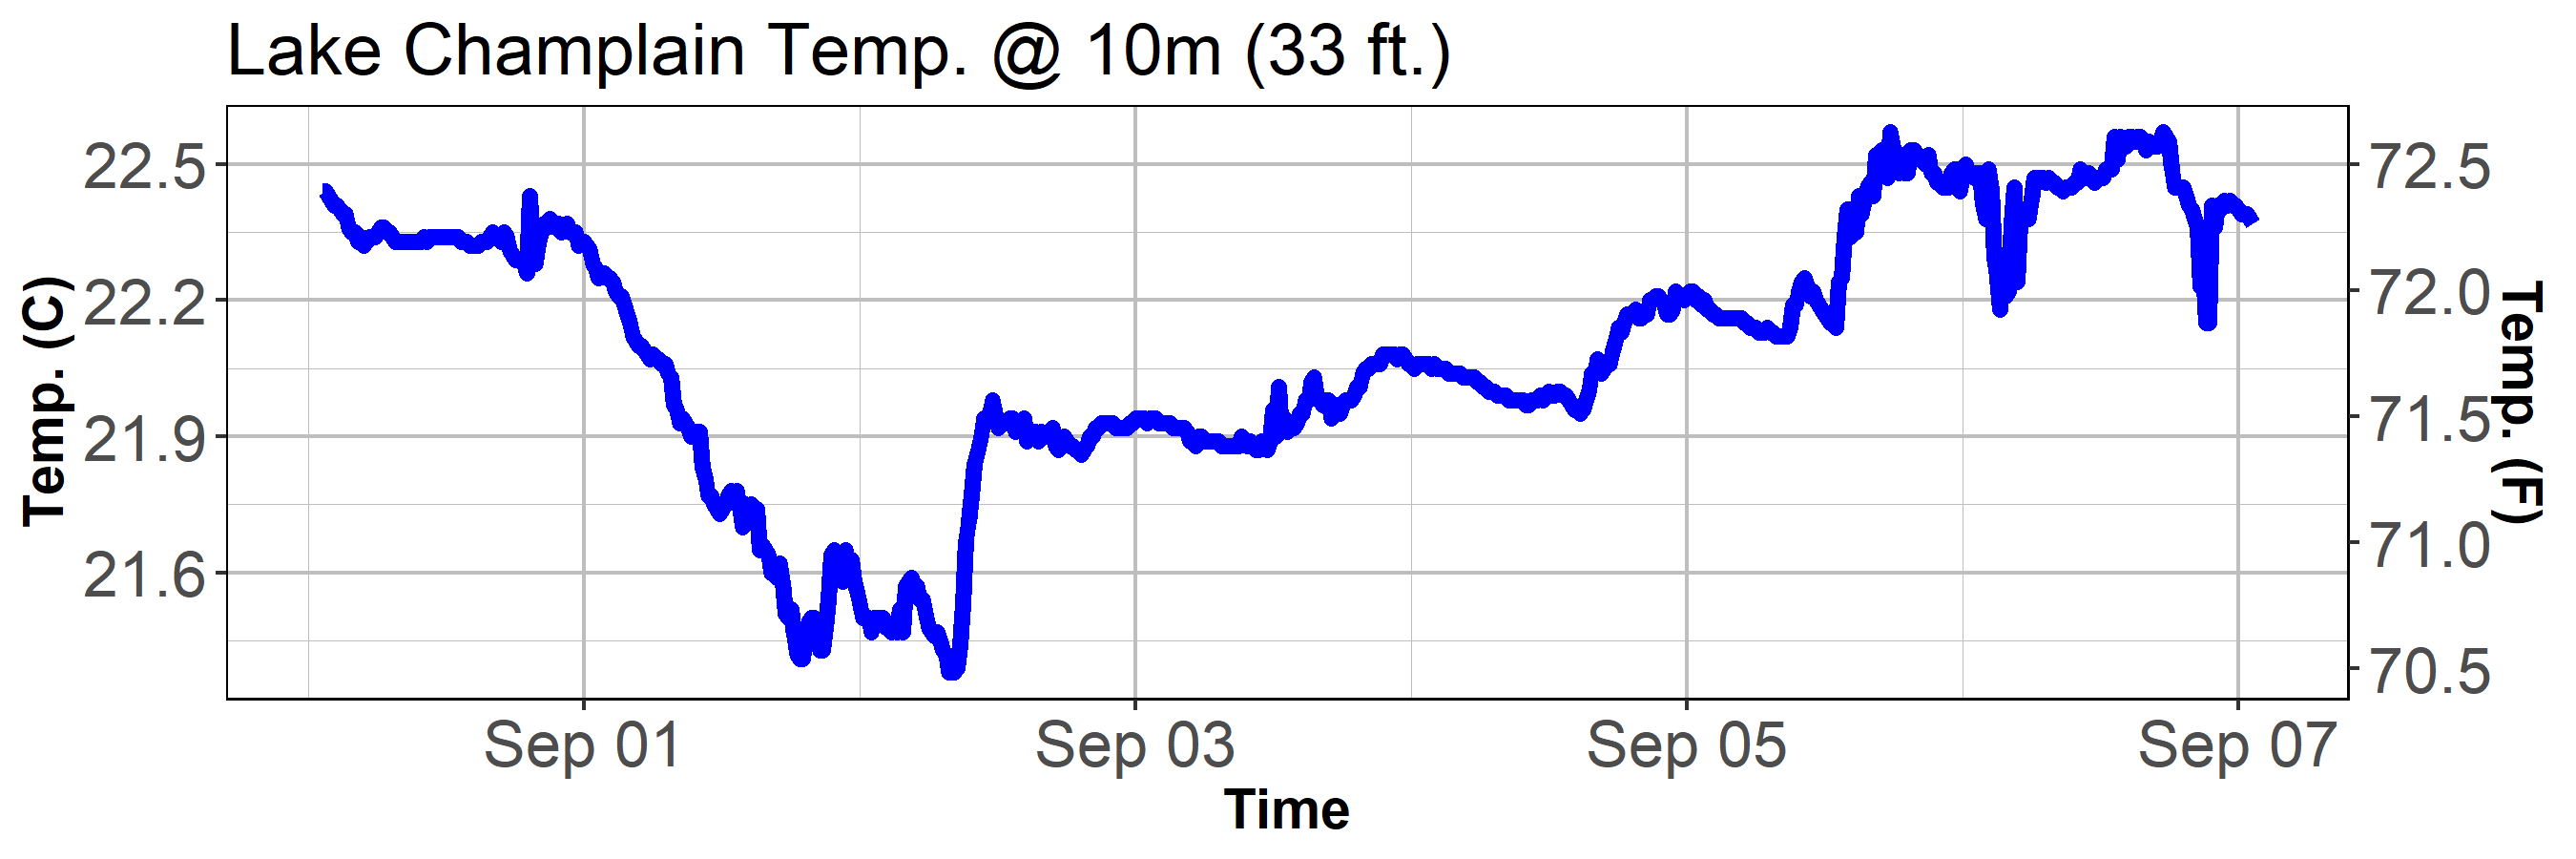 Lake Champlain Temp. @ 10m (33 ft.)
Temp. (C)
22.5
22.2
21.9
21.6
72.5
72.0
71.5
71.0
70.5
Temp. (F)
Sep 01
Sep 03
Sep 05
Sep 07
Time